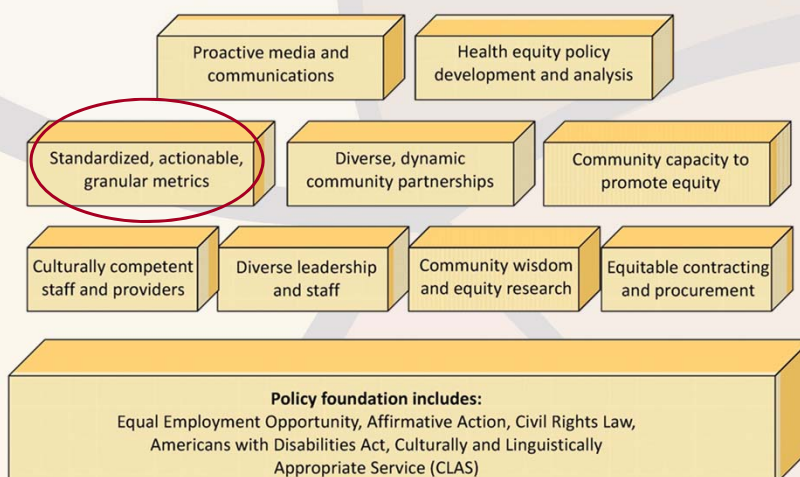 Proactive media and
communications
Health equity policy
development and analysis
Standardized, actionable,
granular metrics
Diverse, dynamic
community partnerships
Community capacity to
promote equity
Culturally competent
staff and providers
Diverse leadership
and staff
Community wisdom
and equity research
Equitable contracting
and procurement
Policy foundation includes:
Equal Employment Opportunity, Affirmative Action, Civil Rights Law,
Americans with Disabilities Act, Culturally and Linguistically
Appropriate Service (CLAS)